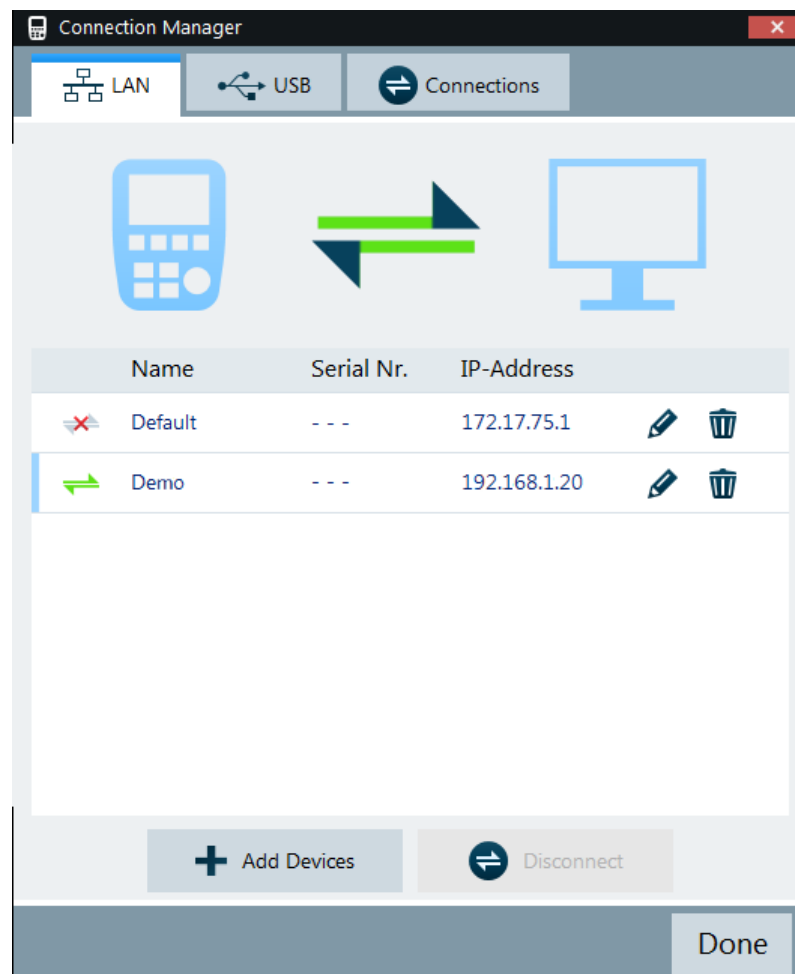 Connection Manager
LAN USB Connections
Name Serial Nr. IP-Address
Default - - - 172.17.75.1
Demo - - - 192.168.1.20
Add Devices Disconnect
Done